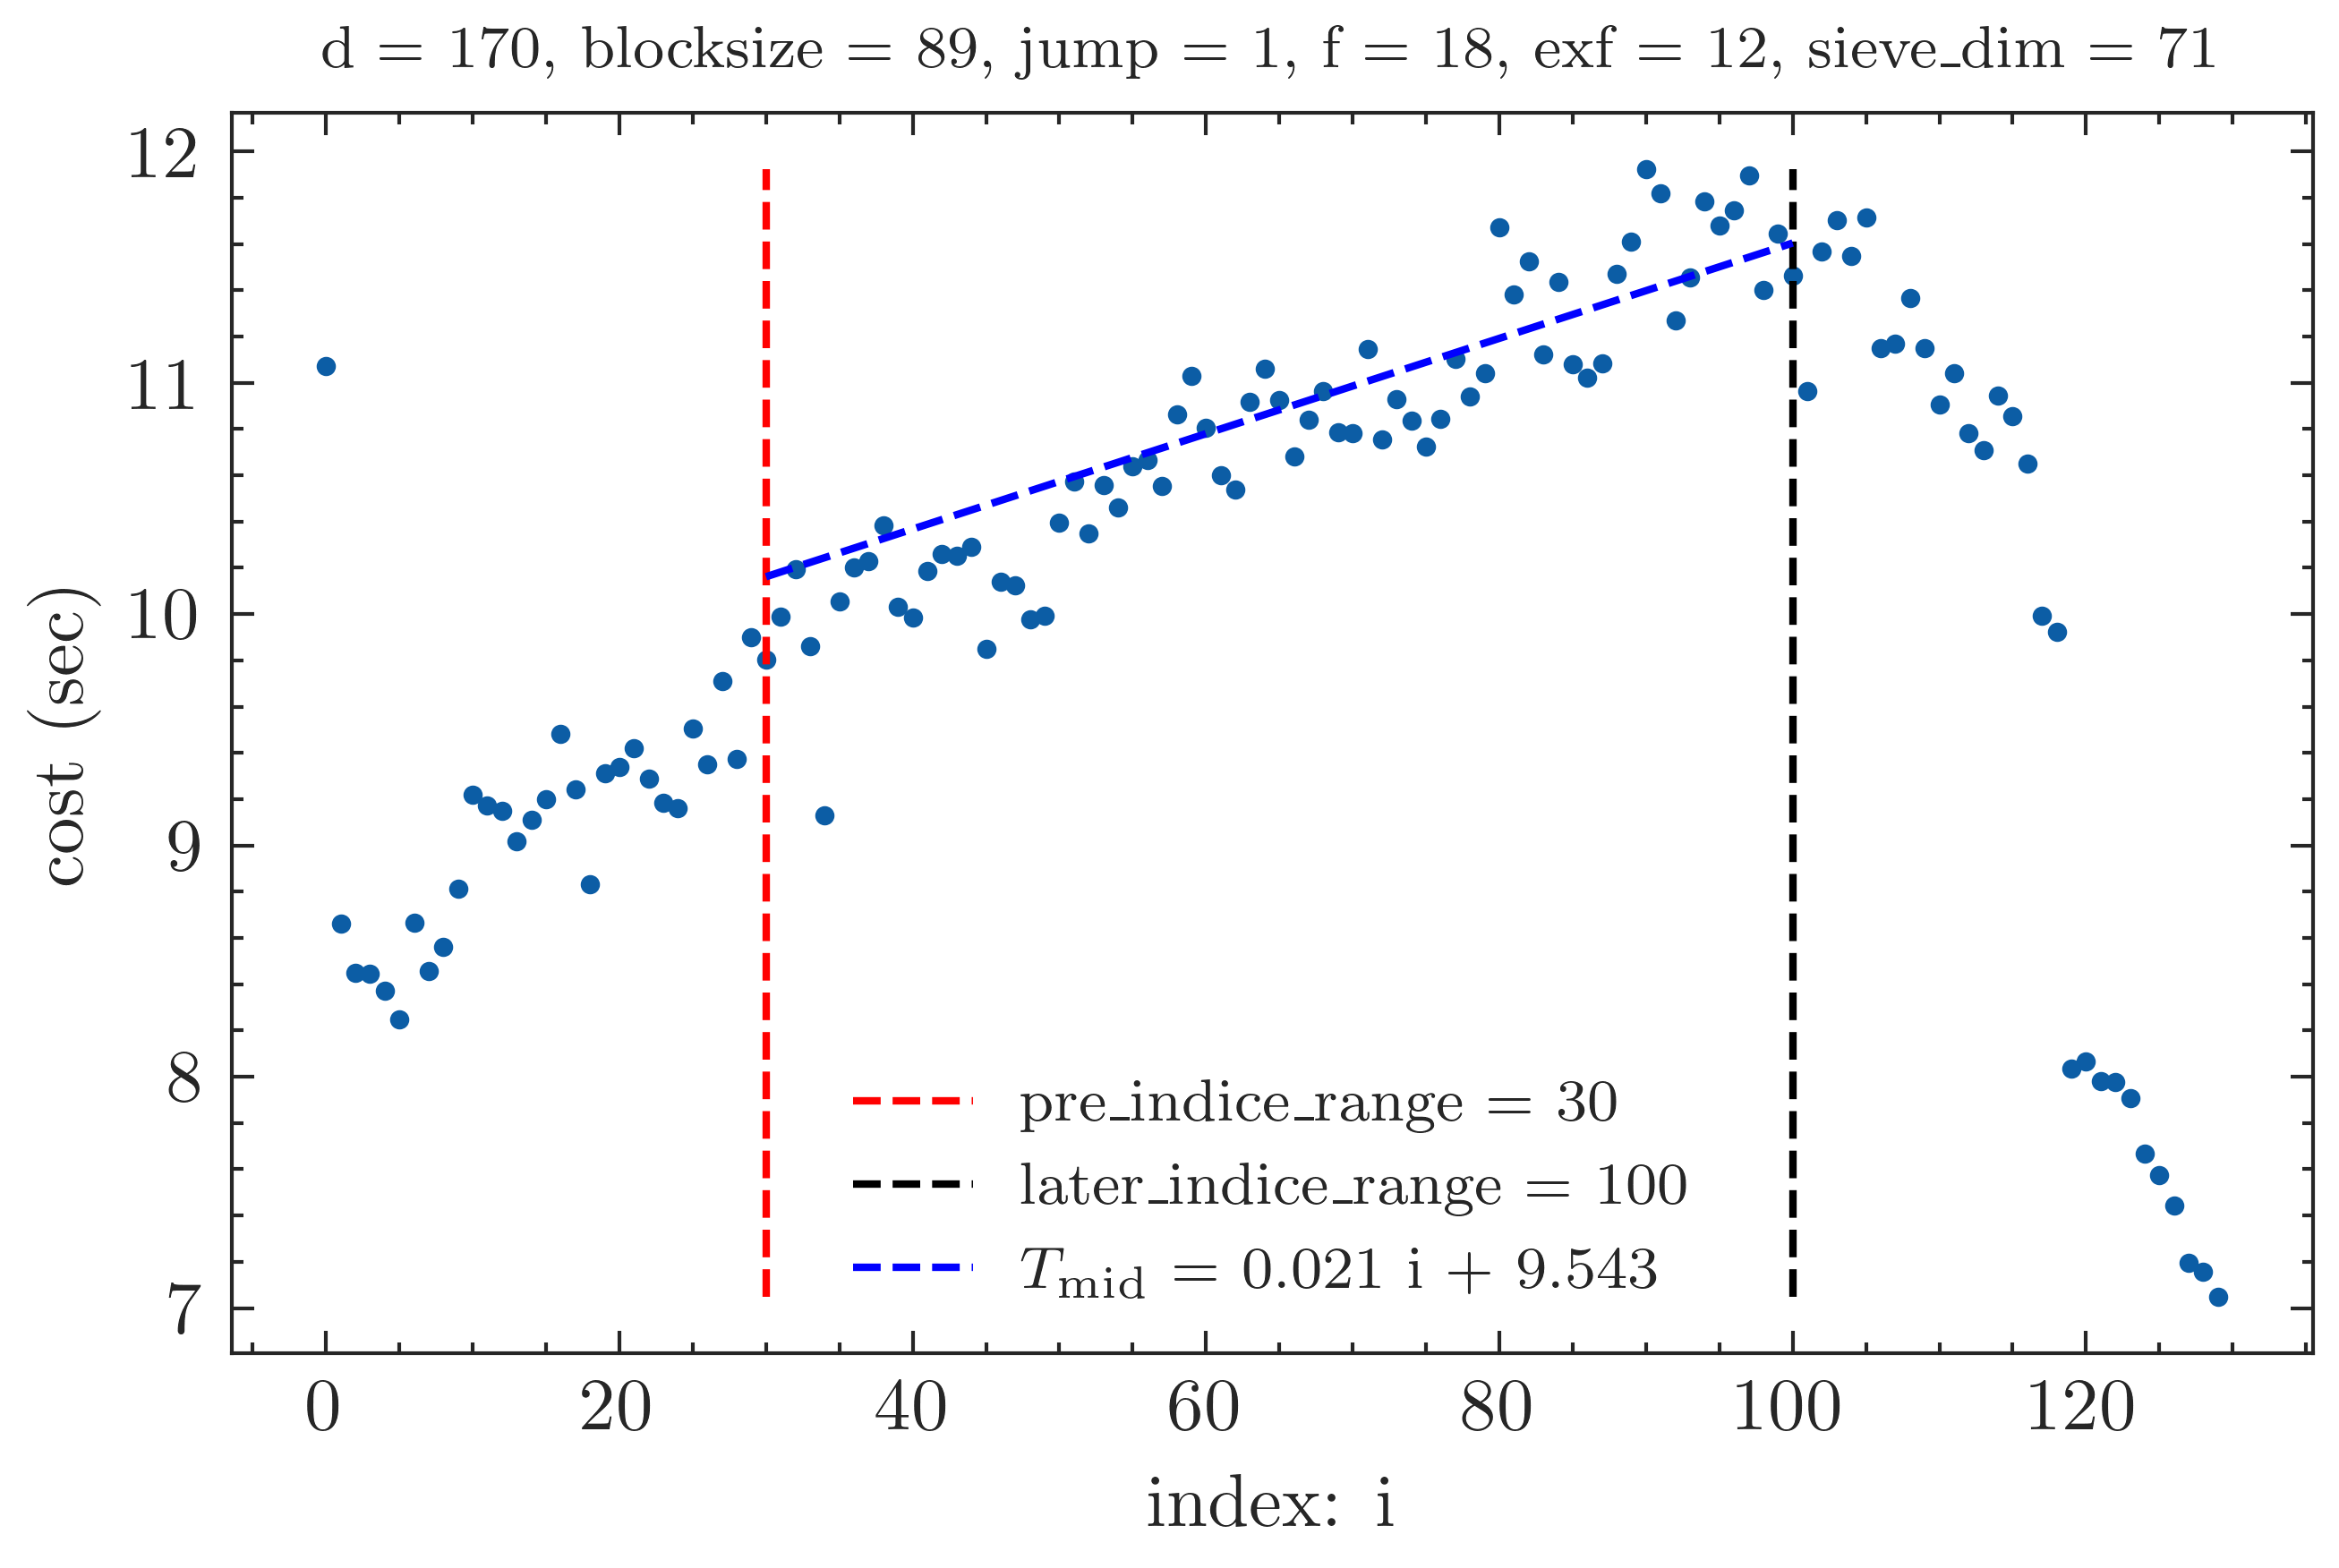 d = 170, blocksize = 89, jump = 1, f = 18, exf = 12, sieve_dim = 71
12
11
10
9
8
7
cost (sec)
pre_indice_range = 30
later_indice_range = 100
T_mid = 0.021 i + 9.543
0 20 40 60 80 100 120
index: i